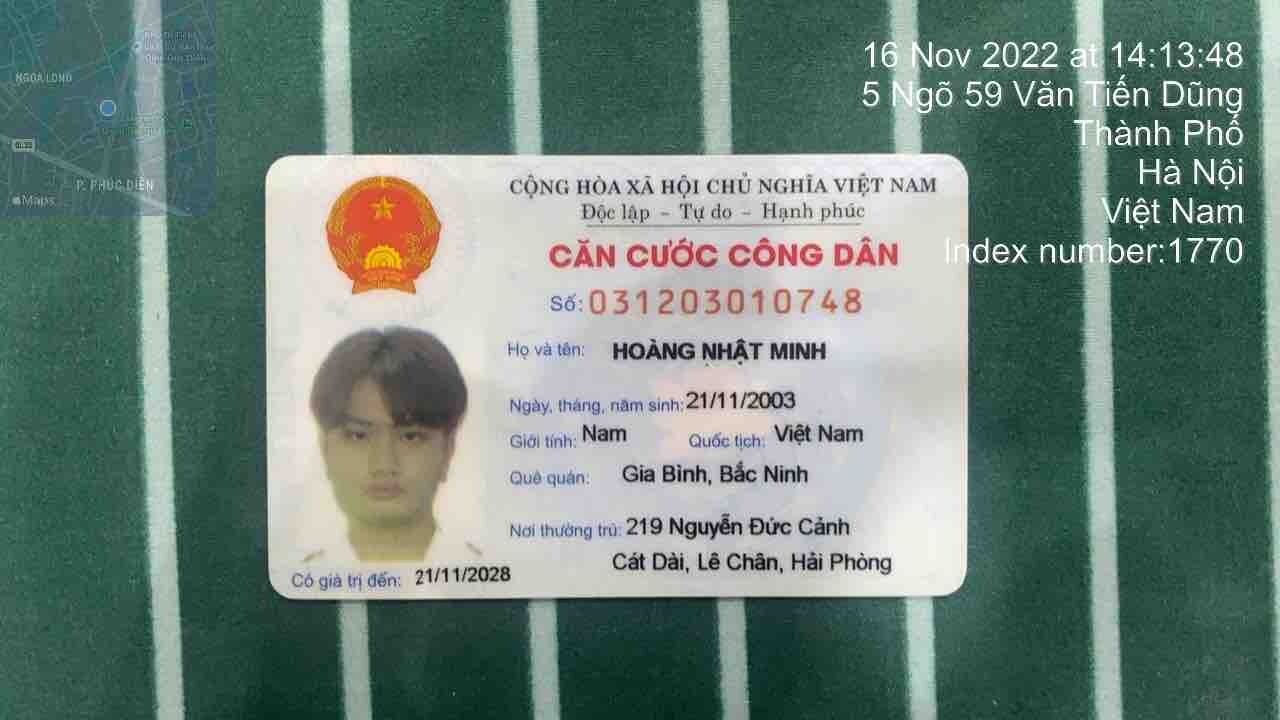 16 Nov 2022 at 14:13:48
5 Ngõ 59 Văn Tiến Dũng
Thành Phố
Hà Nội
Việt Nam
Index number:1770
NGOA LONG
P. PHÚC DIỄN
Maps
CỘNG HÒA XÃ HỘI CHỦ NGHĨA VIỆT NAM
Độc lập - Tự do - Hạnh phúc
CĂN CƯỚC CÔNG DÂN
Số: 031203010748
Họ và tên: HOÀNG NHẬT MINH
Ngày, tháng, năm sinh: 21/11/2003
Giới tính: Nam Quốc tịch: Việt Nam
Quê quán: Gia Bình, Bắc Ninh
Nơi thường trú: 219 Nguyễn Đức Cảnh
Cát Dài, Lê Chân, Hải Phòng
Có giá trị đến: 21/11/2028